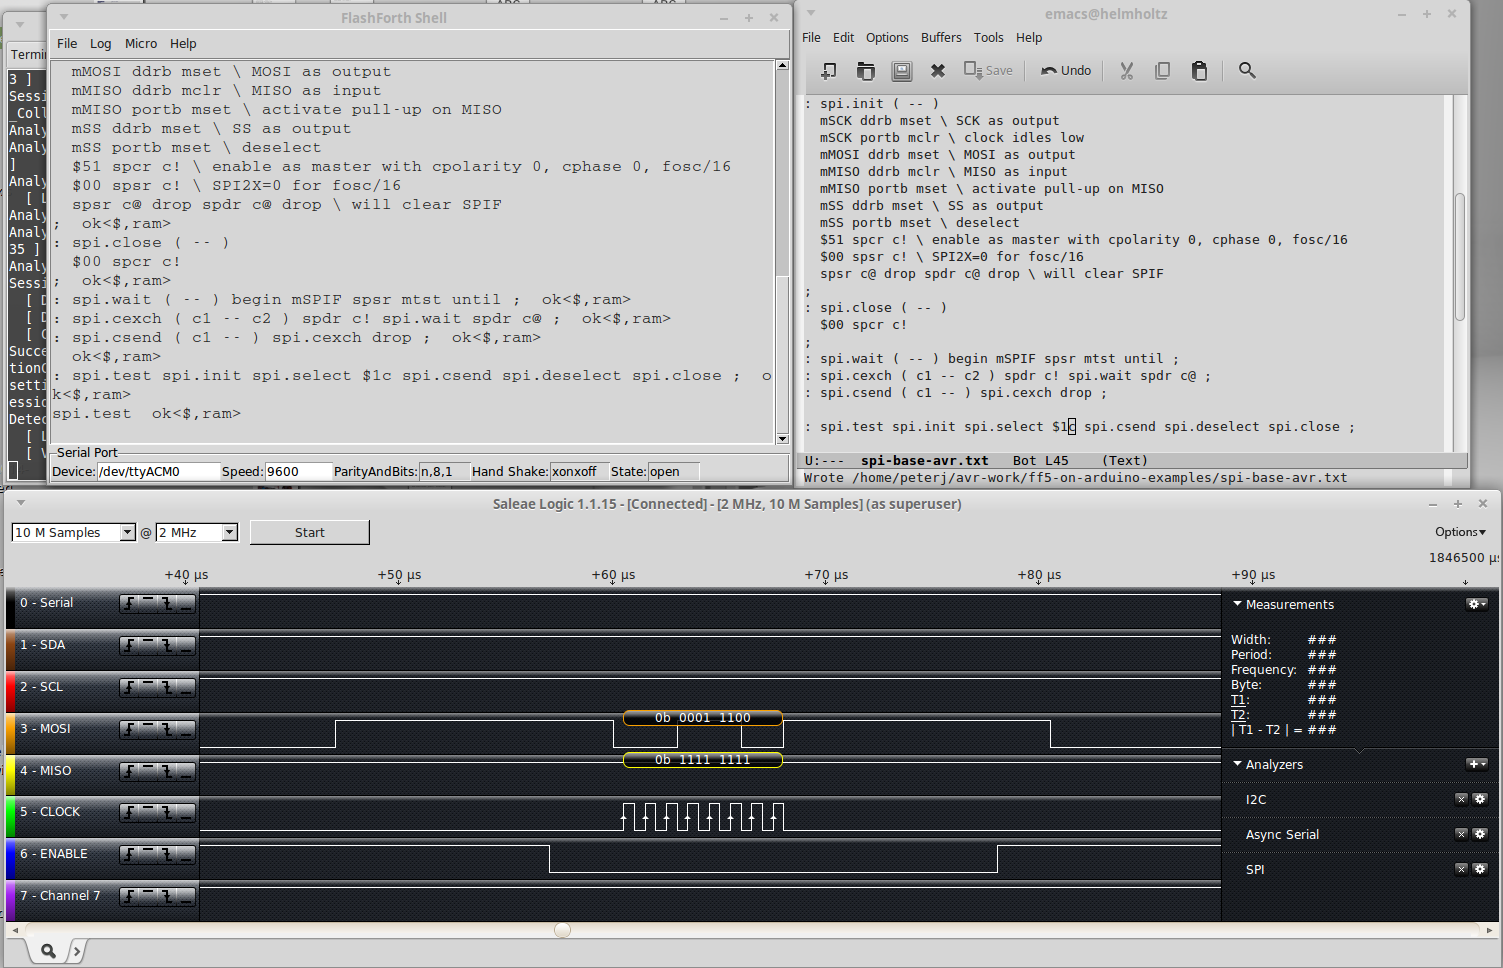 FlashForth Shell
File Log Micro Help
mMOSI ddrb mset \ MOSI as output
mMISO ddrb mclr \ MISO as input
mMISO portb mset \ activate pull-up on MISO
mSS ddrb mset \ SS as output
mSS portb mset \ deselect
$51 spcr c! \ enable as master with cpolarity 0, cphase 0, fosc/16
$00 spsr c! \ SPI2X=0 for fosc/16
spsr c@ drop spdr c@ drop \ will clear SPIF
;  ok<$,ram>
: spi.close ( -- )
$00 spcr c!
;  ok<$,ram>
: spi.wait ( -- ) begin mSPIF spsr mtst until ;  ok<$,ram>
: spi.cexch ( c1 -- c2 ) spdr c! spi.wait spdr c@ ;  ok<$,ram>
: spi.csend ( c1 -- ) spi.cexch drop ;  ok<$,ram>
ok<$,ram>
: spi.test spi.init spi.select $1c spi.csend spi.deselect spi.close ;  o
k<$,ram>
spi.test  ok<$,ram>
Serial Port
Device: /dev/ttyACM0 Speed: 9600 ParityAndBits: n,8,1 Hand Shake: xonxoff State: open
Termi
3 ]
Sessi
_Coll
Analy
Analy
]
Analy
[ L
Analy
Analy
35 ]
Analy
Sessi
[ D
[ D
[ C
Succe
tionC
setti
essio
Detec
[ L
[ V
emacs@helmholtz
File Edit Options Buffers Tools Help
Save Undo
: spi.init ( -- )
mSCK ddrb mset \ SCK as output
mSCK portb mclr \ clock idles low
mMOSI ddrb mset \ MOSI as output
mMISO ddrb mclr \ MISO as input
mMISO portb mset \ activate pull-up on MISO
mSS ddrb mset \ SS as output
mSS portb mset \ deselect
$51 spcr c! \ enable as master with cpolarity 0, cphase 0, fosc/16
$00 spsr c! \ SPI2X=0 for fosc/16
spsr c@ drop spdr c@ drop \ will clear SPIF
;
: spi.close ( -- )
$00 spcr c!
;
: spi.wait ( -- ) begin mSPIF spsr mtst until ;
: spi.cexch ( c1 -- c2 ) spdr c! spi.wait spdr c@ ;
: spi.csend ( c1 -- ) spi.cexch drop ;
: spi.test spi.init spi.select $1c spi.csend spi.deselect spi.close ;
U:--- spi-base-avr.txt Bot L45 (Text)
Wrote /home/peterj/avr-work/ff5-on-arduino-examples/spi-base-avr.txt
Saleae Logic 1.1.15 - [Connected] - [2 MHz, 10 M Samples] (as superuser)
10 M Samples @ 2 MHz Start Options
1846500 µs
+40 µs +50 µs +60 µs +70 µs +80 µs +90 µs
0 - Serial
1 - SDA
2 - SCL
3 - MOSI
0b 0001 1100
4 - MISO
0b 1111 1111
5 - CLOCK
6 - ENABLE
7 - Channel 7
Measurements
Width: ###
Period: ###
Frequency: ###
Byte: ###
T1: ###
T2: ###
| T1 - T2 | = ###
Analyzers
I2C
Async Serial
SPI